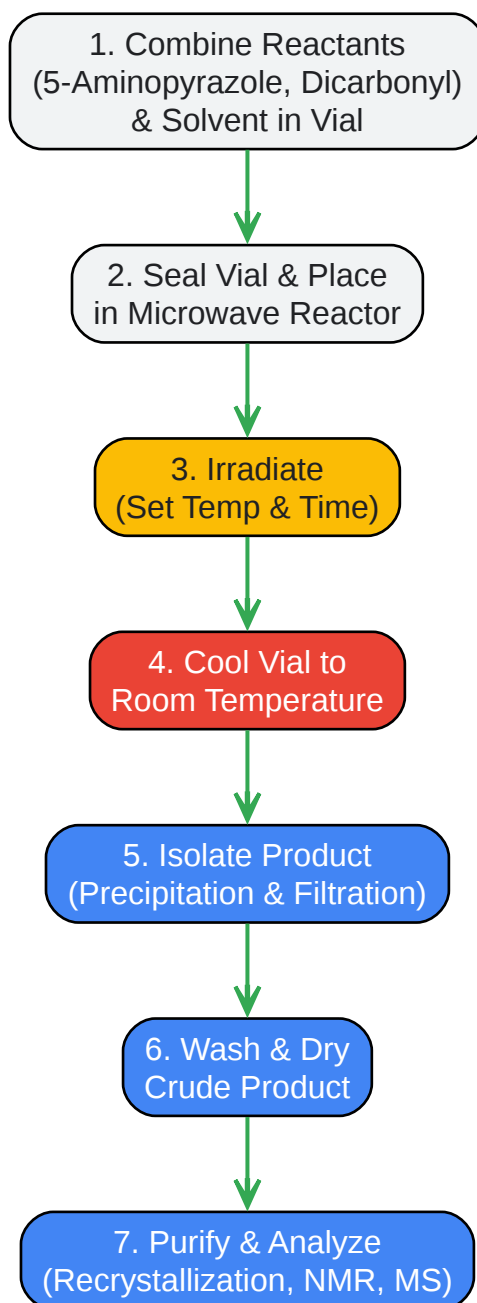 1. Combine Reactants
(5-Aminopyrazole, Dicarbonyl)
& Solvent in Vial
2. Seal Vial & Place
in Microwave Reactor
3. Irradiate
(Set Temp & Time)
4. Cool Vial to
Room Temperature
5. Isolate Product
(Precipitation & Filtration)
6. Wash & Dry
Crude Product
7. Purify & Analyze
(Recrystallization, NMR, MS)